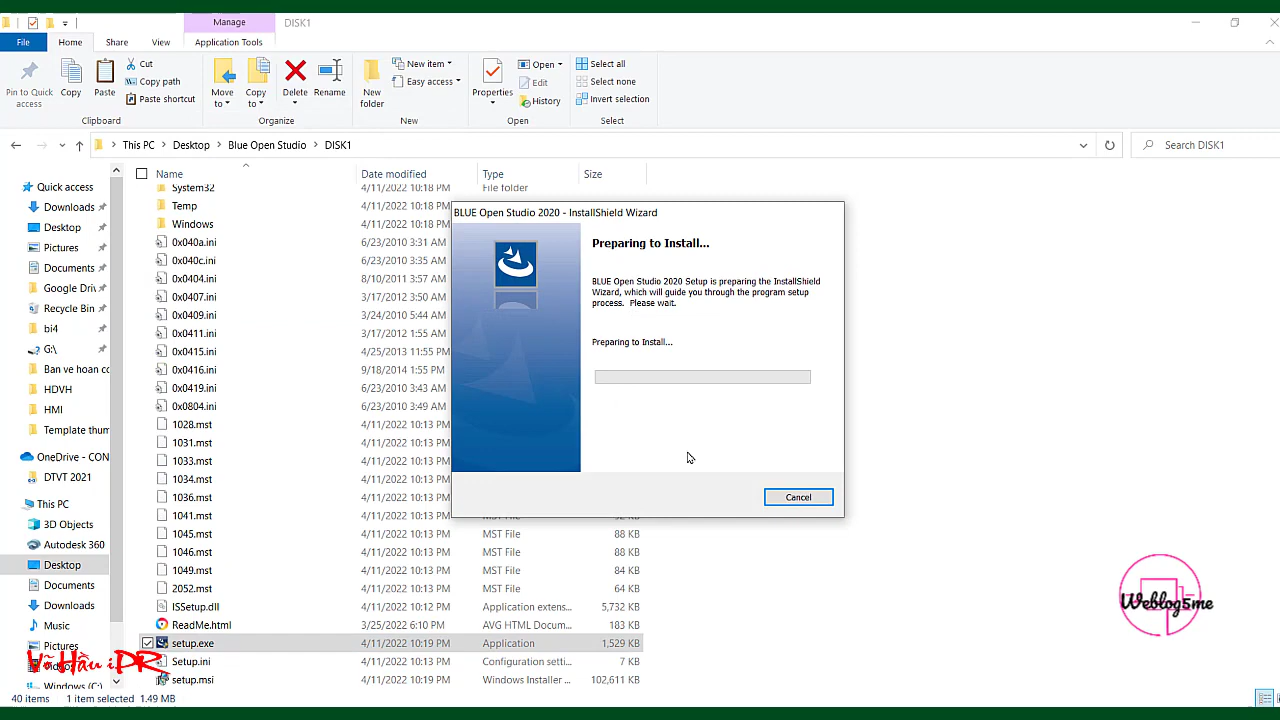 Manage
DISK1
File
Home
Share
View
Application Tools
Pin to Quick access
Copy
Paste
Cut
Copy path
Paste shortcut
Move to
Copy to
Delete
Rename
New folder
New item
Easy access
Properties
Open
Edit
History
Select all
Select none
Invert selection
Clipboard
Organize
New
Open
Select
This PC
Desktop
Blue Open Studio
DISK1
Search DISK1
Quick access
Downloads
Desktop
Pictures
Documents
Google Driv
Recycle Bin
bi4
G:\
Ban ve hoan co
HDVH
HMI
Template thum
OneDrive - CON
DTVT 2021
This PC
3D Objects
Autodesk 360
Desktop
Documents
Downloads
Music
Pictures
Windows (C:)
Name Date modified Type Size
System32 4/11/2022 10:18 PM File folder
Temp 4/11/2022 10:18 PM
Windows 4/11/2022 10:18 PM
0x040a.ini 6/23/2010 3:31 AM
0x040c.ini 6/23/2010 3:35 AM
0x0404.ini 8/10/2011 3:57 AM
0x0407.ini 3/17/2012 3:50 AM
0x0409.ini 3/24/2010 5:44 PM
0x0411.ini 3/17/2012 1:55 AM
0x0415.ini 4/25/2013 11:55 PM
0x0416.ini 9/18/2014 1:55 PM
0x0419.ini 6/23/2010 3:43 AM
0x0804.ini 6/23/2010 3:49 AM
1028.mst 4/11/2022 10:13 PM
1031.mst 4/11/2022 10:13 PM
1033.mst 4/11/2022 10:13 PM
1034.mst 4/11/2022 10:13 PM
1036.mst 4/11/2022 10:13 PM
1041.mst 4/11/2022 10:13 PM MST File 92 KB
1045.mst 4/11/2022 10:13 PM MST File 88 KB
1046.mst 4/11/2022 10:13 PM MST File 88 KB
1049.mst 4/11/2022 10:13 PM MST File 88 KB
2052.mst 4/11/2022 10:13 PM MST File 64 KB
ISSetup.dll 4/11/2022 10:12 PM Application extens... 5,732 KB
ReadMe.html 3/25/2022 6:10 PM AVG HTML Docum... 183 KB
setup.exe 4/11/2022 10:19 PM Application 1,529 KB
Setup.ini 4/11/2022 10:13 PM Configuration setti... 7 KB
setup.msi 4/11/2022 10:19 PM Windows Installer ... 102,611 KB
BLUE Open Studio 2020 - InstallShield Wizard
Preparing to Install...
BLUE Open Studio 2020 Setup is preparing the InstallShield
Wizard, which will guide you through the program setup
process. Please wait.
Preparing to Install...
Cancel
Weblog5me
Võ Hầu iDR
40 items 1 item selected 1.49 MB